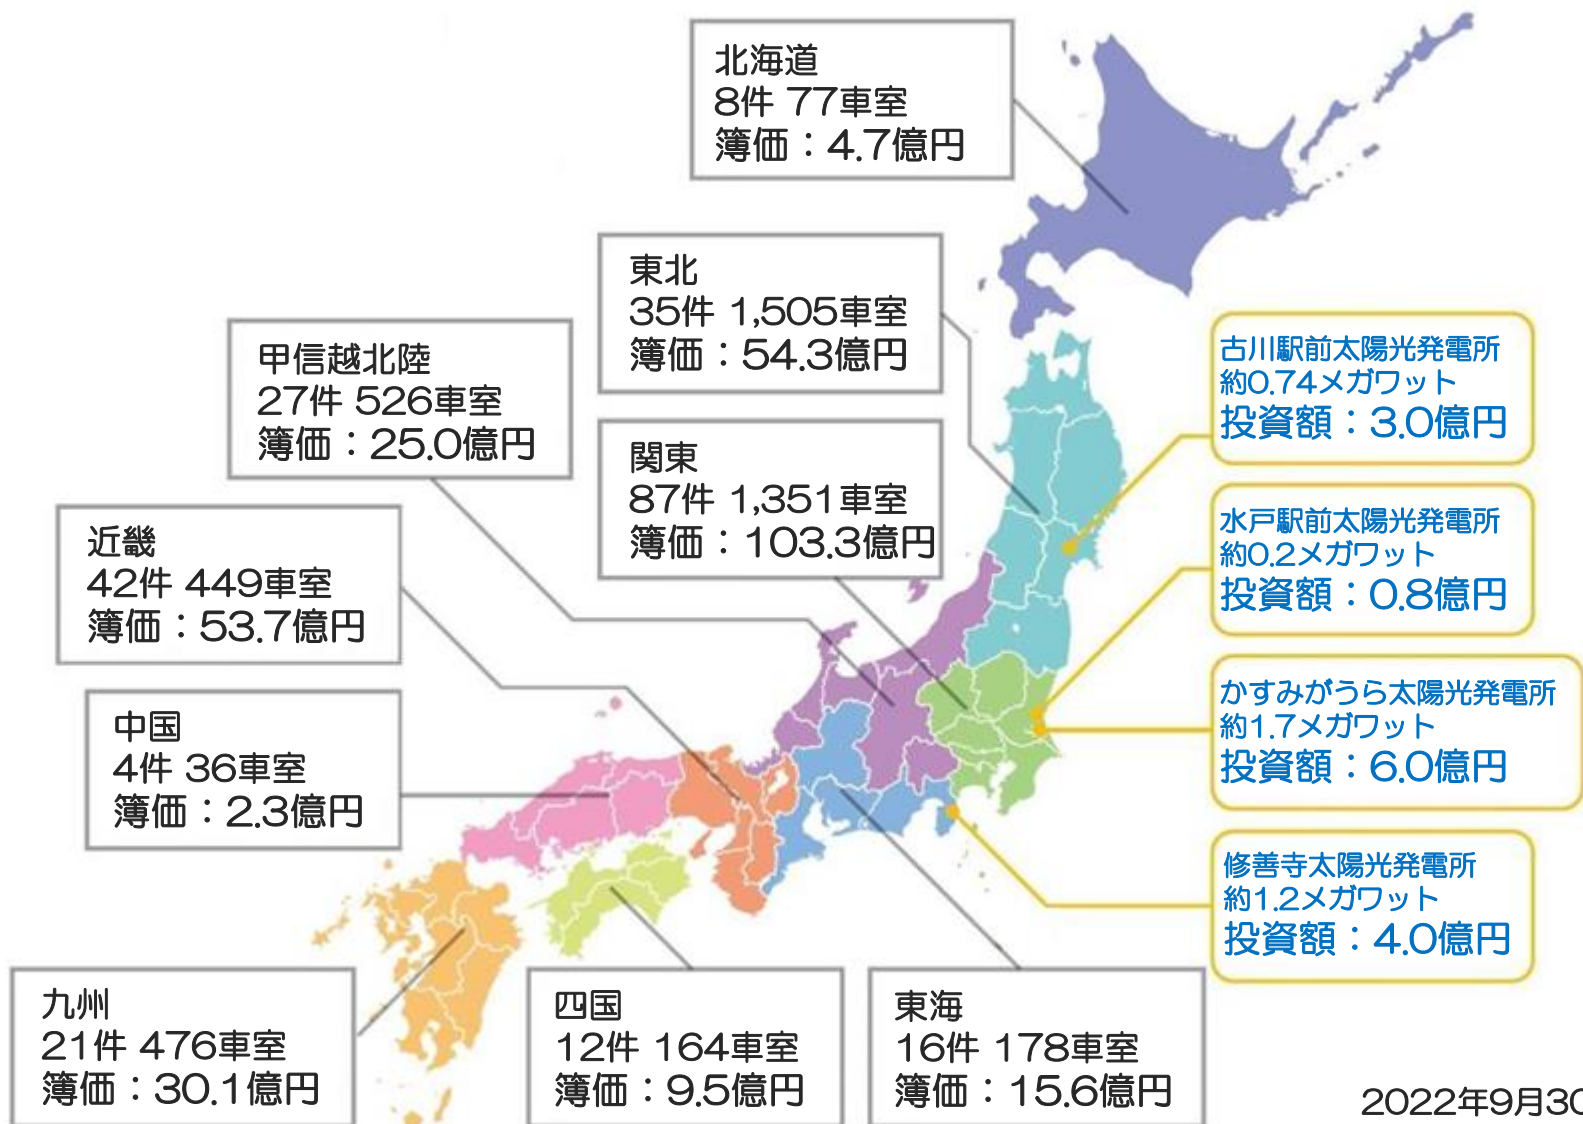 北海道
8件 77車室
簿価：4.7億円
東北
35件 1,505車室
簿価：54.3億円
甲信越北陸
27件 526車室
簿価：25.0億円
関東
87件 1,351車室
簿価：103.3億円
近畿
42件 449車室
簿価：53.7億円
中国
4件 36車室
簿価：2.3億円
九州
21件 476車室
簿価：30.1億円
四国
12件 164車室
簿価：9.5億円
東海
16件 178車室
簿価：15.6億円
古川駅前太陽光発電所
約0.74メガワット
投資額：3.0億円
水戸駅前太陽光発電所
約0.2メガワット
投資額：0.8億円
かすみがうら太陽光発電所
約1.7メガワット
投資額：6.0億円
修善寺太陽光発電所
約1.2メガワット
投資額：4.0億円
2022年9月30